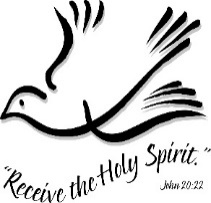 “Receive the Holy Spirit.”
John 20:22